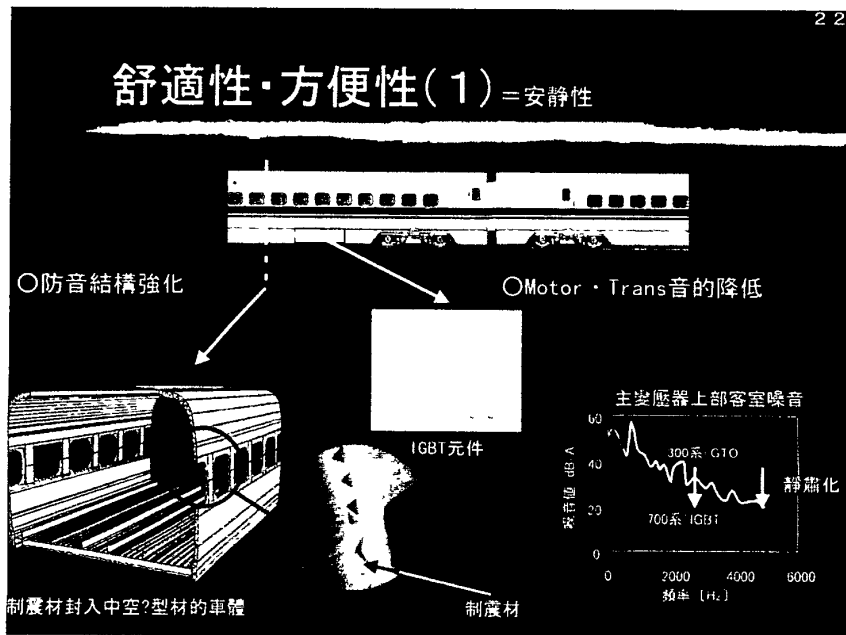 22
舒適性・方便性(1)=安静性
○防音結構強化
○Motor・Trans音的降低
IGBT元件
制震材封入中空?型材的車體
制震材
主變壓器上部客室噪音
60
40
20
0
dB A
300系 GTO
700系 IGBT
靜肅化
0 2000 4000 6000
頻率 [Hz]